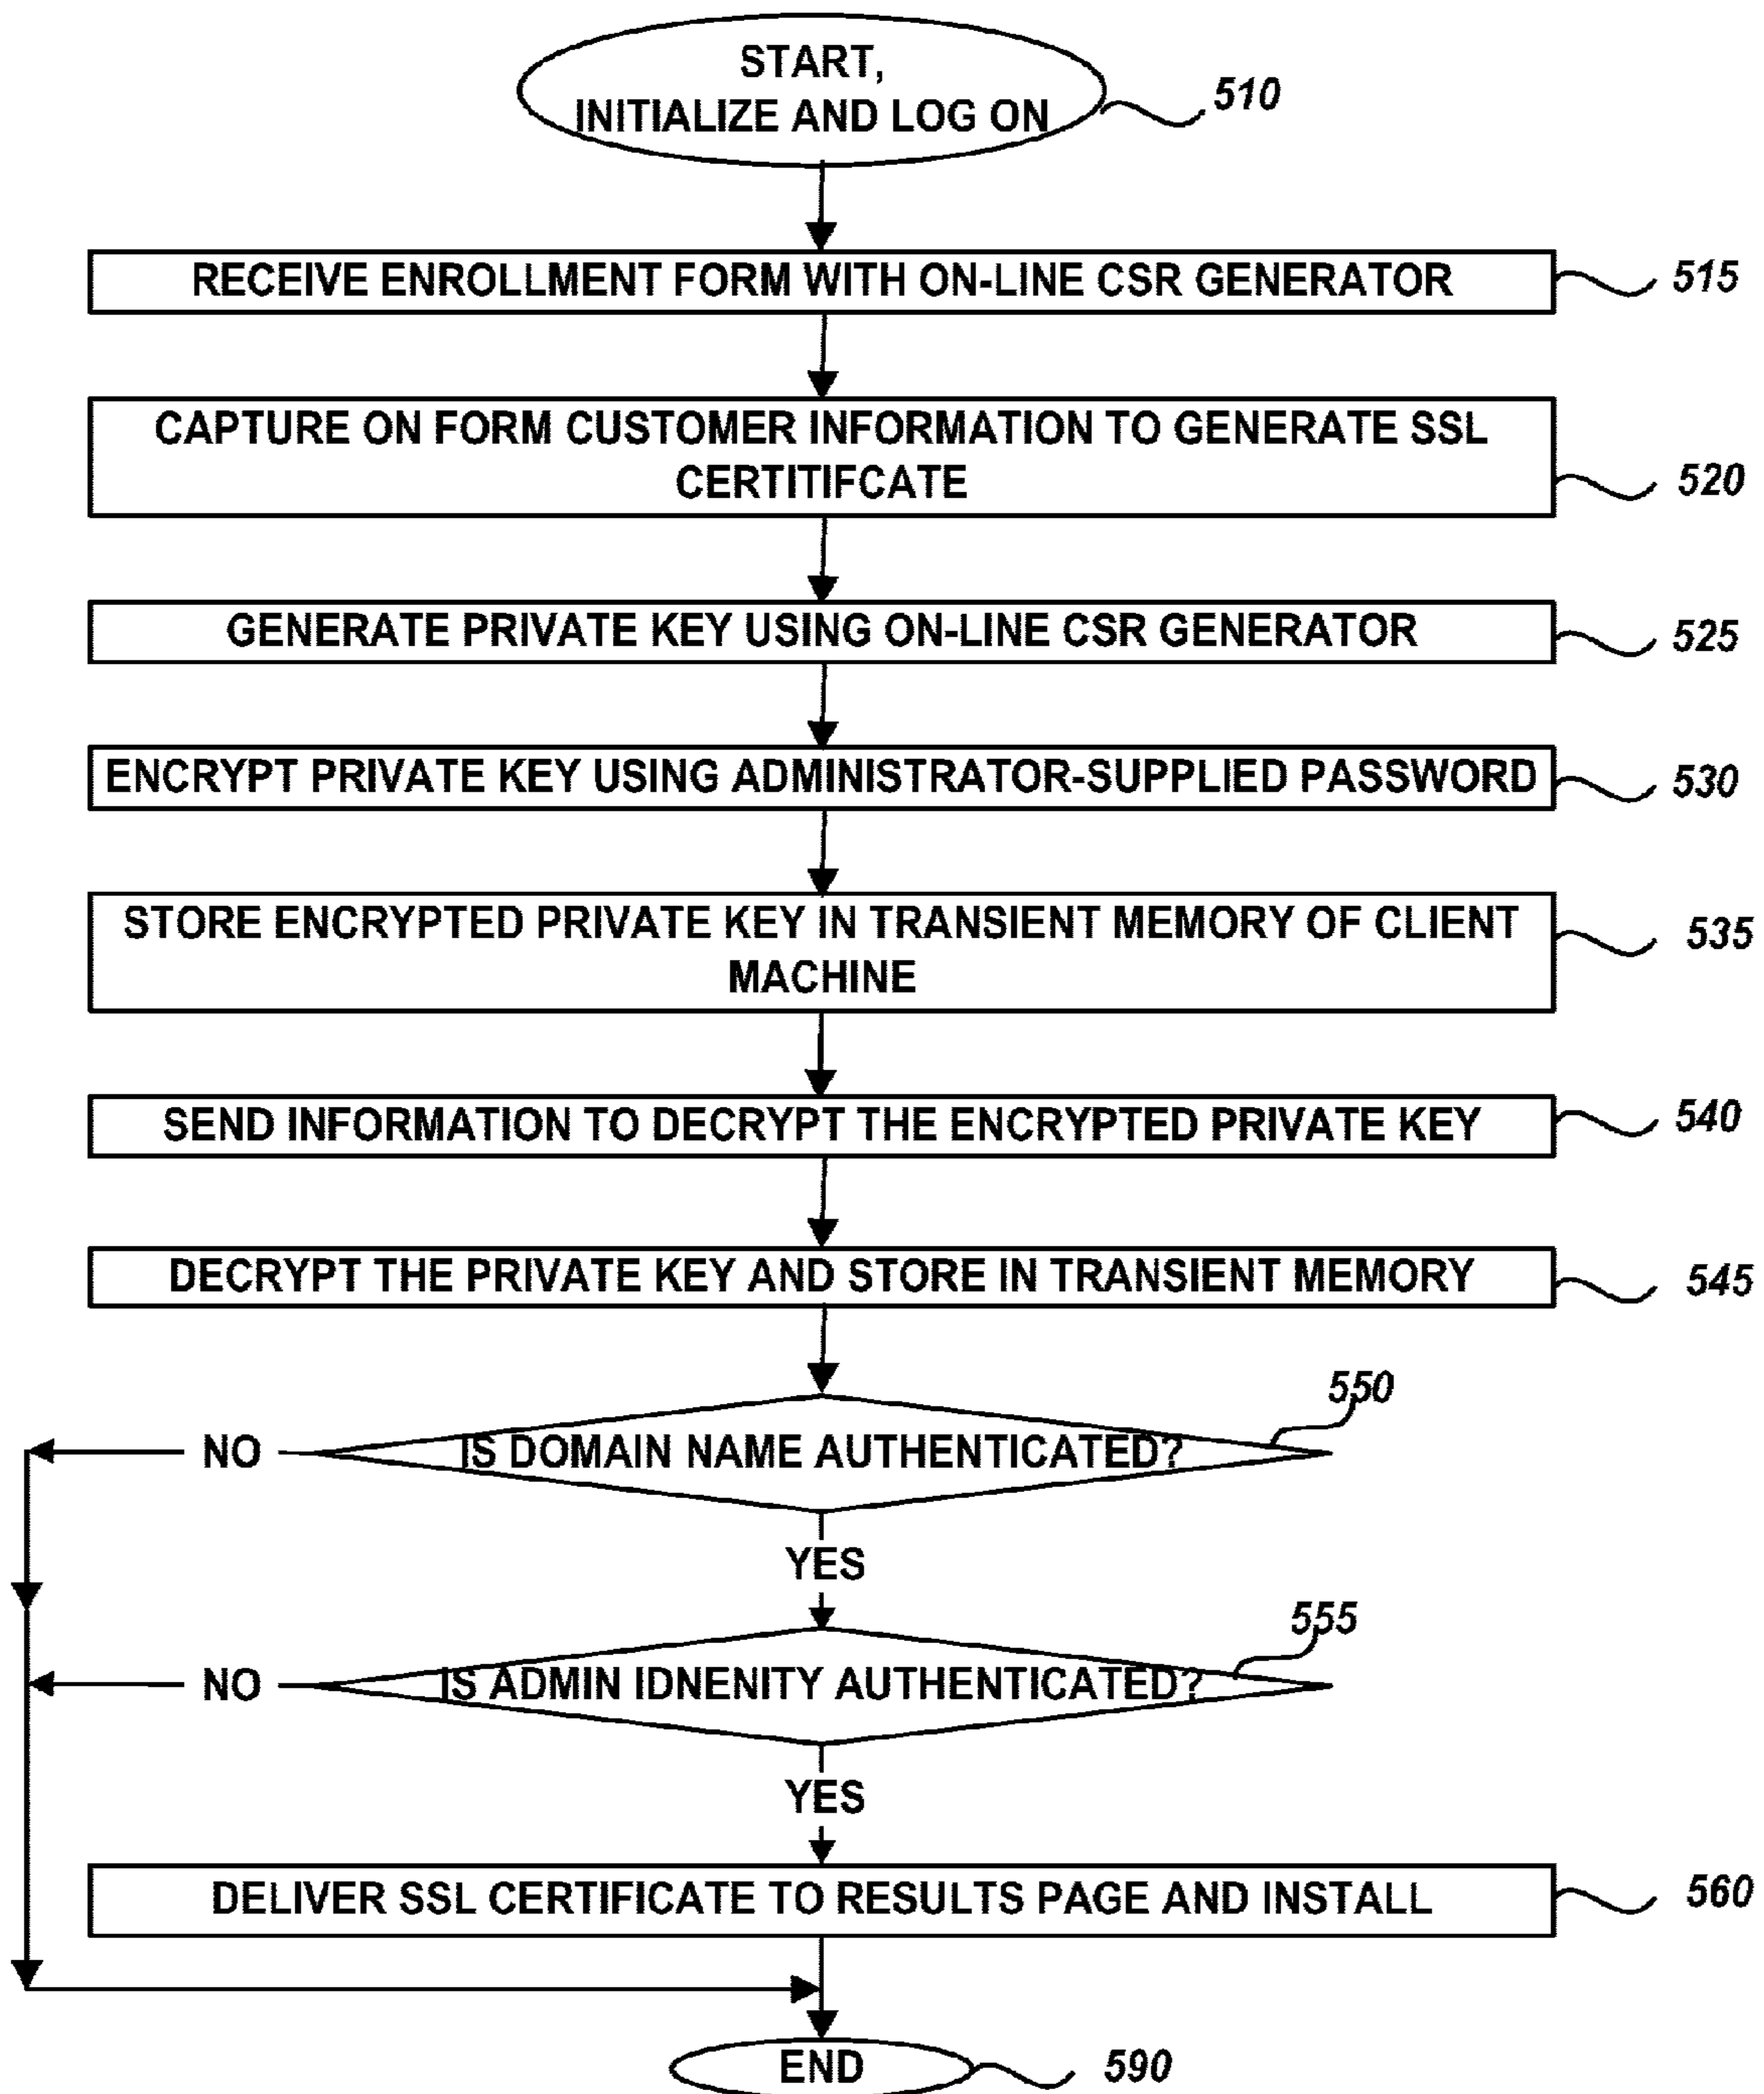 START,
INITIALIZE AND LOG ON
510
RECEIVE ENROLLMENT FORM WITH ON-LINE CSR GENERATOR
515
CAPTURE ON FORM CUSTOMER INFORMATION TO GENERATE SSL
CERTITIFCATE
520
GENERATE PRIVATE KEY USING ON-LINE CSR GENERATOR
525
ENCRYPT PRIVATE KEY USING ADMINISTRATOR-SUPPLIED PASSWORD
530
STORE ENCRYPTED PRIVATE KEY IN TRANSIENT MEMORY OF CLIENT
MACHINE
535
SEND INFORMATION TO DECRYPT THE ENCRYPTED PRIVATE KEY
540
DECRYPT THE PRIVATE KEY AND STORE IN TRANSIENT MEMORY
545
550
NO
IS DOMAIN NAME AUTHENTICATED?
YES
555
NO
IS ADMIN IDNENITY AUTHENTICATED?
YES
DELIVER SSL CERTIFICATE TO RESULTS PAGE AND INSTALL
560
END
590